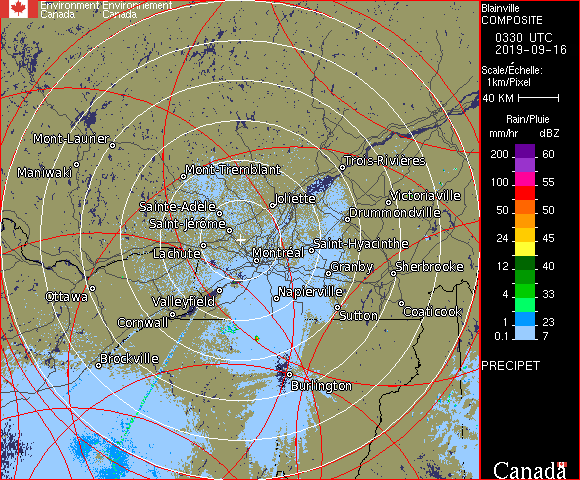 Environment Environnement
Canada Canada
Blainville
COMPOSITE
0330 UTC
2019-09-16
Scale/Échelle:
1km/Pixel
40 KM
Rain/Pluie
mm/hr dBZ
200 60
100 55
50 50
24 45
12 40
4 33
1 23
0.1 7
PRECIPET
Canada
Mont-Laurier
Maniwaki
Mont-Tremblant
Trois-Rivières
Joliette
Victoriaville
Sainte-Adèle
Drummondville
Saint-Jérôme
Lachute
Montréal
Saint-Hyacinthe
Granby
Sherbrooke
Ottawa
Valleyfield
Napierville
Cornwall
Sutton
Coaticook
Brockville
Burlington